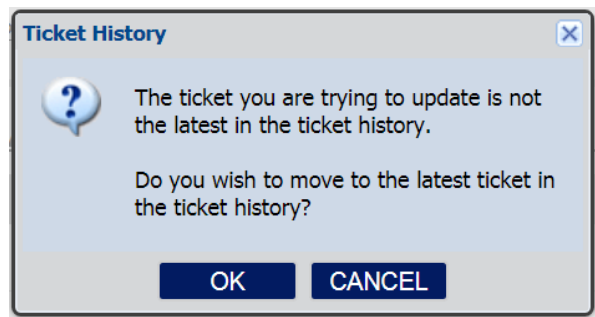 Ticket History
The ticket you are trying to update is not
the latest in the ticket history.
Do you wish to move to the latest ticket in
the ticket history?
OK CANCEL